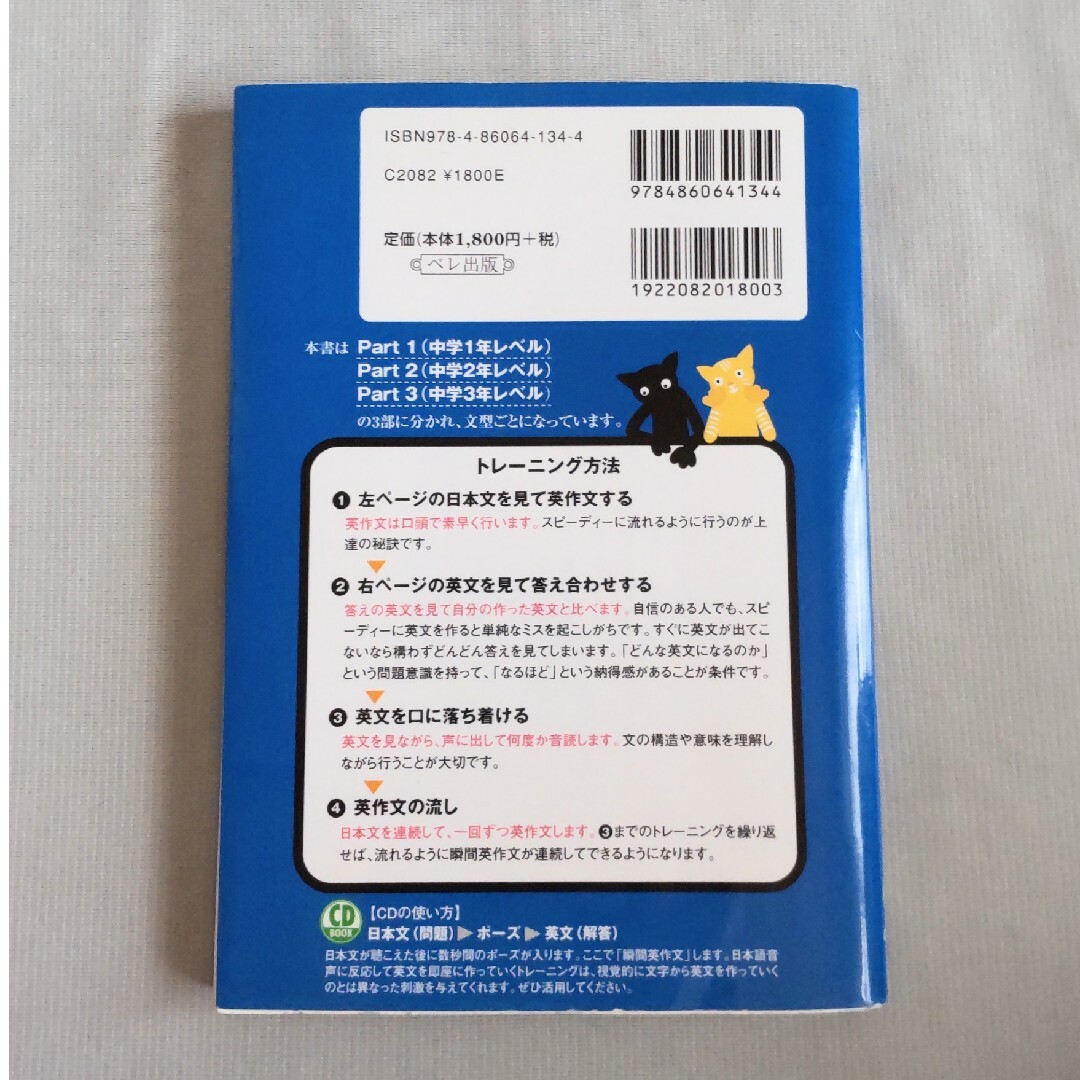 ISBN978-4-86064-134-4
C2082 ¥1800E
定価(本体1,800円+税)
ベレ出版
9784860641344
1922082018003
本書は Part 1(中学1年レベル)
Part 2(中学2年レベル)
Part 3(中学3年レベル)
の3部に分かれ、文型ごとになっています。
トレーニング方法
❶ 左ページの日本文を見て英作文する
英作文は口頭で素早く行います。スピーディーに流れるように行うのが上
達の秘訣です。
❷ 右ページの英文を見て答え合わせする
答えの英文を見て自分の作った英文と比べます。自信のある人でも、スピ
ーディーに英文を作ると単純なミスを起こしがちです。すぐに英文が出てこ
ないなら構わずどんどん答えを見てしまいます。「どんな英文になるのか」
という問題意識を持って、「なるほど」という納得感があることが条件です。
❸ 英文を口に落ち着ける
英文を見ながら、声に出して何度か音読します。文の構造や意味を理解し
ながら行うことが大切です。
❹ 英作文の流し
日本文を連続して、一回ずつ英作文します。❸までのトレーニングを繰り返
せば、流れるように瞬間英作文が連続してできるようになります。
CD BOOK
【CDの使い方】
日本文(問題)▶ポーズ▶英文(解答)
日本文が聴こえた後に数秒間のポーズが入ります。ここで「瞬間英作文」します。日本語音
声に反応して英文を即座に作っていくトレーニングは、視覚的に文字から英文を作っていく
のとは異なった刺激を与えてくれます。ぜひ活用してください。